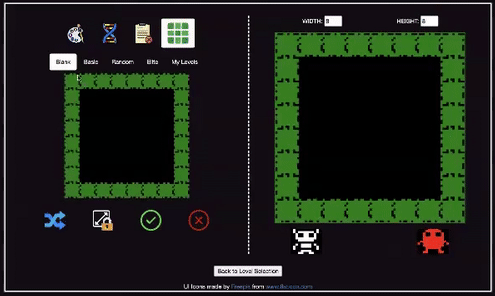 WIDTH: 8 HEIGHT: 8
Blank Basic Random Elite My Levels
Back to Level Selection
UI Icons made by Freepik from www.flaticon.com